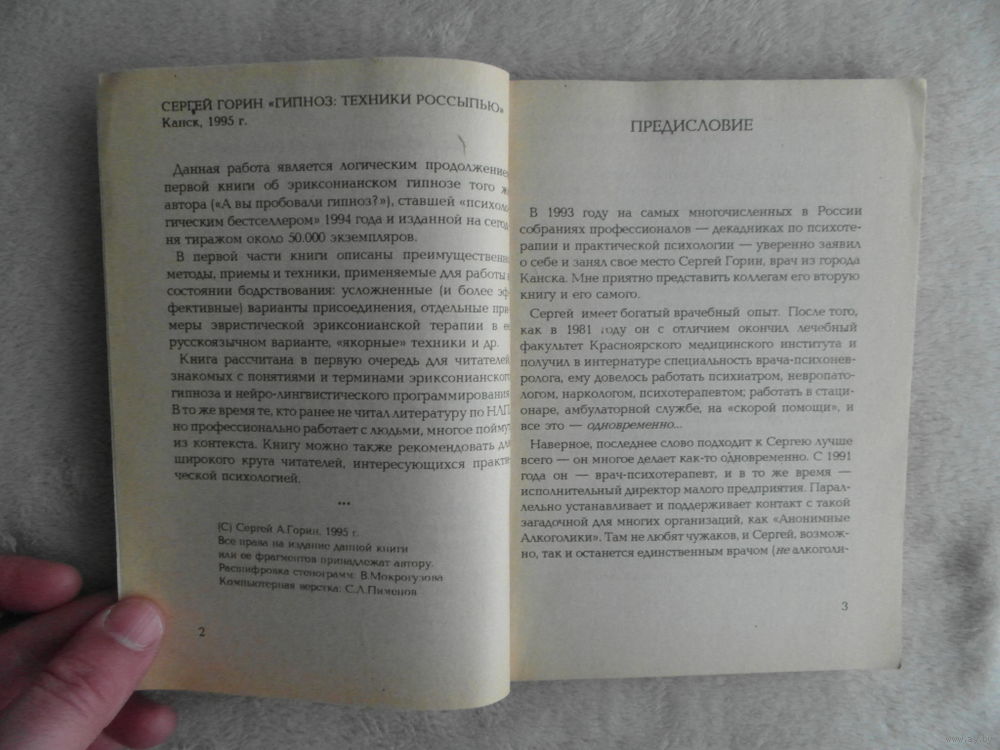 СЕРГЕЙ ГОРИН «ГИПНОЗ: ТЕХНИКИ РОССЫПЬЮ»
Канск, 1995 г.
Данная работа является логическим продолжение
первой книги об эриксонианском гипнозе того ж
автора («А вы пробовали гипноз?»), ставшей «психоло
гическим бестселлером» 1994 года и изданной на сегод
ня тиражом около 50.000 экземпляров.
В первой части книги описаны преимущественно
методы, приемы и техники, применяемые для работы в
состоянии бодрствования: усложненные (и более эф
фективные) варианты присоединения, отдельные при
меры эвристической эриксонианской терапии в ее
русскоязычном варианте, «якорные» техники и др.
Книга рассчитана в первую очередь для читателей,
знакомых с понятиями и терминами эриксонианского
гипноза и нейро-лингвистического программирования.
В то же время те, кто ранее не читал литературу по НЛП
но профессионально работает с людьми, многое поймут
из контекста. Книгу можно также рекомендовать для
широкого круга читателей, интересующихся практи
ческой психологией.
***
(С) Сергей А.Горин, 1995 г.
Все права на издание данной книги
или ее фрагментов принадлежат автору.
Расшифровка стенограмм: В.Мокрогузова
Компьютерная верстка: С.Л.Пименов
2
ПРЕДИСЛОВИЕ
В 1993 году на самых многочисленных в России
собраниях профессионалов — декадниках по психоте-
рапии и практической психологии — уверенно заявил
о себе и занял свое место Сергей Горин, врач из города
Канска. Мне приятно представить коллегам его вторую
книгу и его самого.
Сергей имеет богатый врачебный опыт. После того,
как в 1981 году он с отличием окончил лечебный
факультет Красноярского медицинского института и
получил в интернатуре специальность врача-психонев-
ролога, ему довелось работать психиатром, невропато-
логом, наркологом, психотерапевтом; работать в стаци-
онаре, амбулаторной службе, на «скорой помощи», и
все это — одновременно...
Наверное, последнее слово подходит к Сергею лучше
всего — он многое делает как-то одновременно. С 1991
года он — врач-психотерапевт, и в то же время —
исполнительный директор малого предприятия. Парал-
лельно устанавливает и поддерживает контакт с такой
загадочной для многих организацией, как «Анонимные
Алкоголики». Там не любят чужаков, и Сергей, возмож-
но, так и останется единственным врачом (не алкоголи-
3